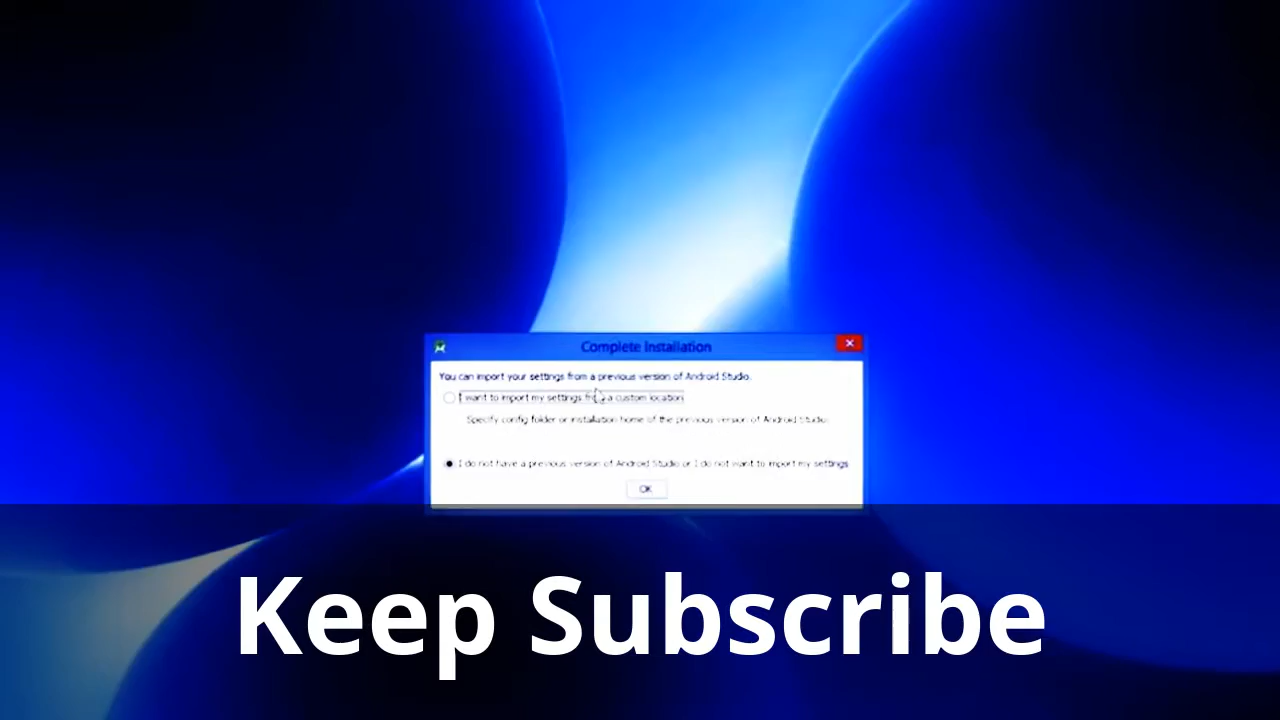 Complete Installation
You can import your settings from a previous version of Android Studio.
I want to import my settings from a custom location
Specify config folder or installation home of the previous version of Android Studio:
I do not have a previous version of Android Studio or I do not want to import my settings
OK
Keep Subscribe